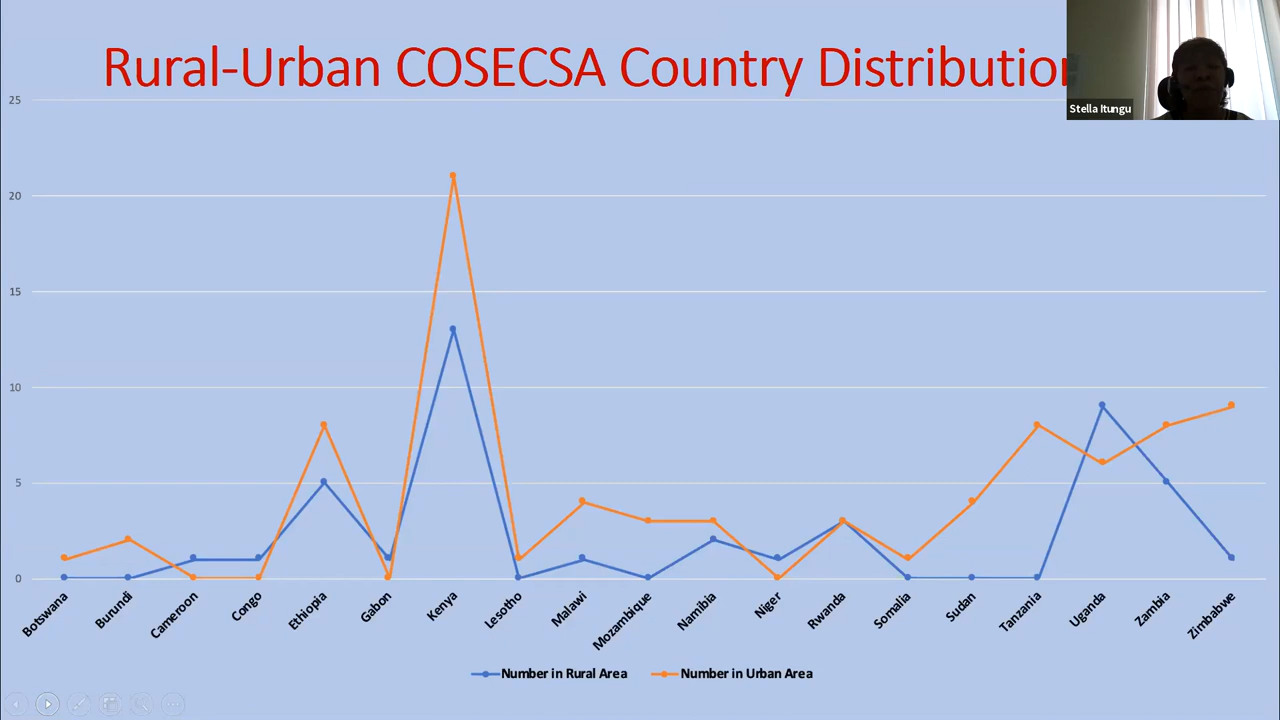 Rural-Urban COSECSA Country Distribution
Stella Itungu
25
20
15
10
5
0
Botswana
Burundi
Cameroon
Congo
Ethiopia
Gabon
Kenya
Lesotho
Malawi
Mozambique
Namibia
Niger
Rwanda
Somalia
Sudan
Tanzania
Uganda
Zambia
Zimbabwe
Number in Rural Area
Number in Urban Area